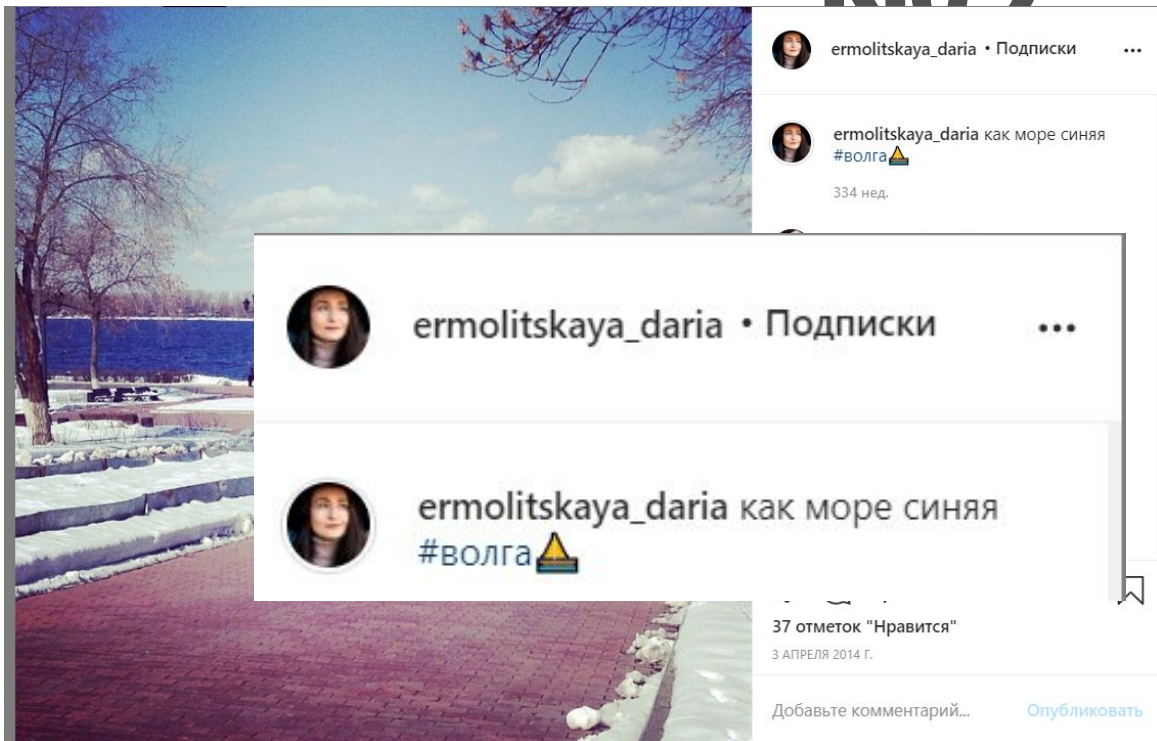 ermolitskaya_daria • Подписки
ermolitskaya_daria как море синяя
#волга
334 нед.
ermolitskaya_daria • Подписки
ermolitskaya_daria как море синяя
#волга
37 отметок "Нравится"
3 АПРЕЛЯ 2014 Г.
Добавьте комментарий... Опубликовать